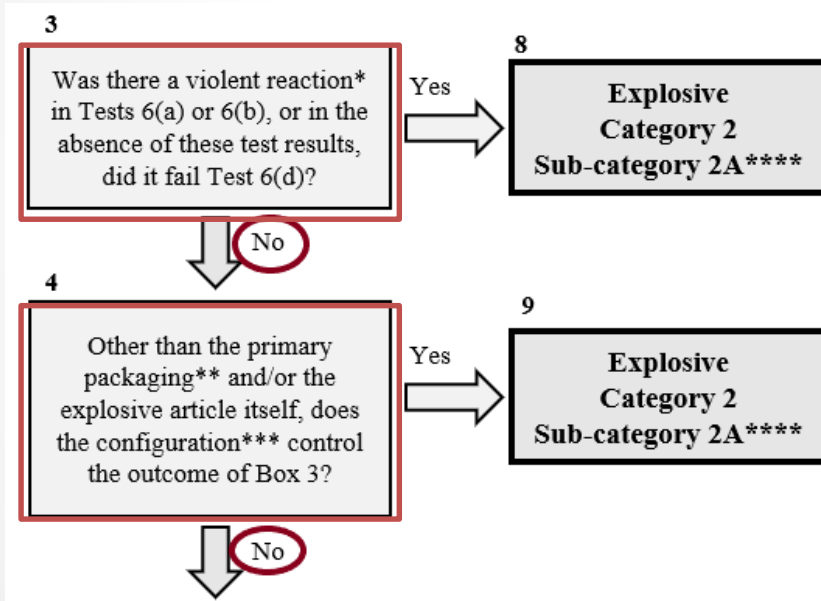 3
Was there a violent reaction*
in Tests 6(a) or 6(b), or in the
absence of these test results,
did it fail Test 6(d)?
Yes
8
Explosive
Category 2
Sub-category 2A****
No
4
Other than the primary
packaging** and/or the
explosive article itself, does
the configuration*** control
the outcome of Box 3?
Yes
9
Explosive
Category 2
Sub-category 2A****
No